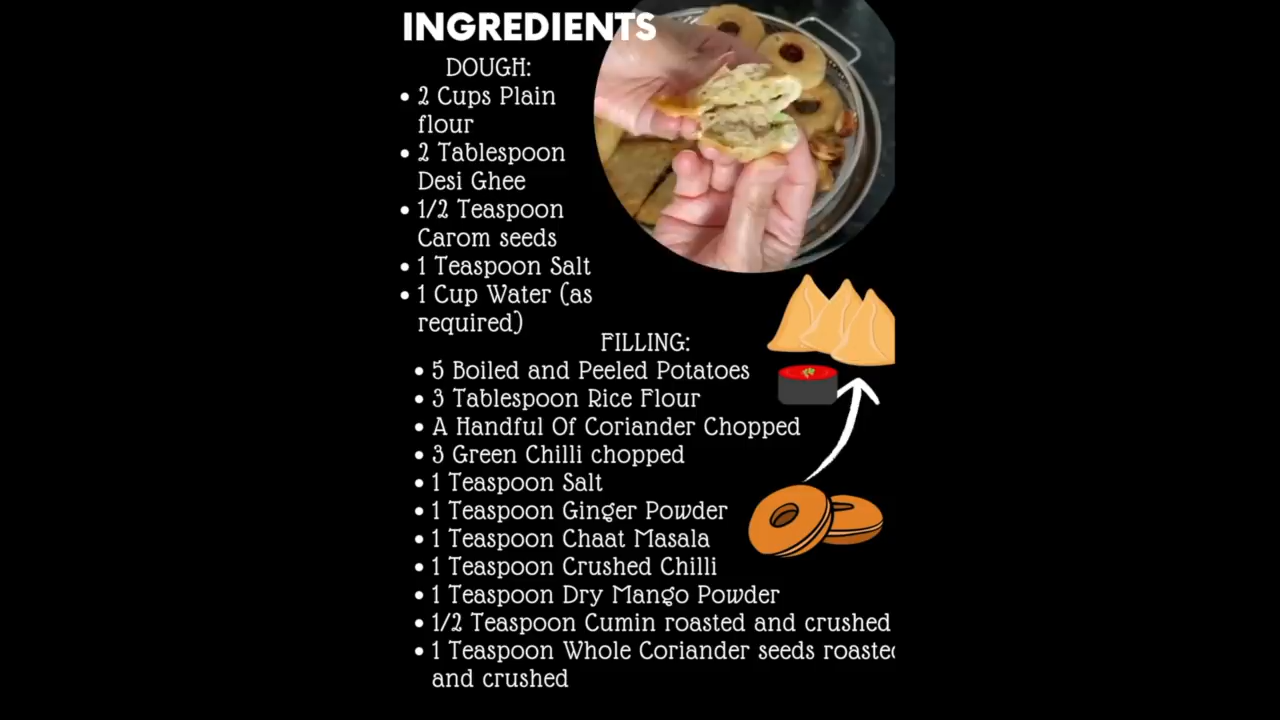 INGREDIENTS
DOUGH:
• 2 Cups Plain
flour
• 2 Tablespoon
Desi Ghee
• 1/2 Teaspoon
Carom seeds
• 1 Teaspoon Salt
• 1 Cup Water (as
required)
FILLING:
• 5 Boiled and Peeled Potatoes
• 3 Tablespoon Rice Flour
• A Handful Of Coriander Chopped
• 3 Green Chilli chopped
• 1 Teaspoon Salt
• 1 Teaspoon Ginger Powder
• 1 Teaspoon Chaat Masala
• 1 Teaspoon Crushed Chilli
• 1 Teaspoon Dry Mango Powder
• 1/2 Teaspoon Cumin roasted and crushed
• 1 Teaspoon Whole Coriander seeds roasted
and crushed